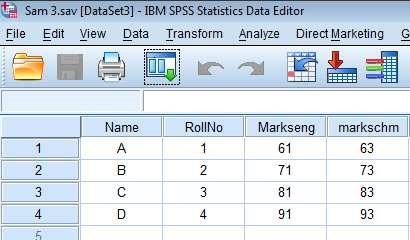 Sam 3.sav [DataSet3] - IBM SPSS Statistics Data Editor
File Edit View Data Transform Analyze Direct Marketing
Name RollNo Markseng markschm
1 A 1 61 63
2 B 2 71 73
3 C 3 81 83
4 D 4 91 93
5